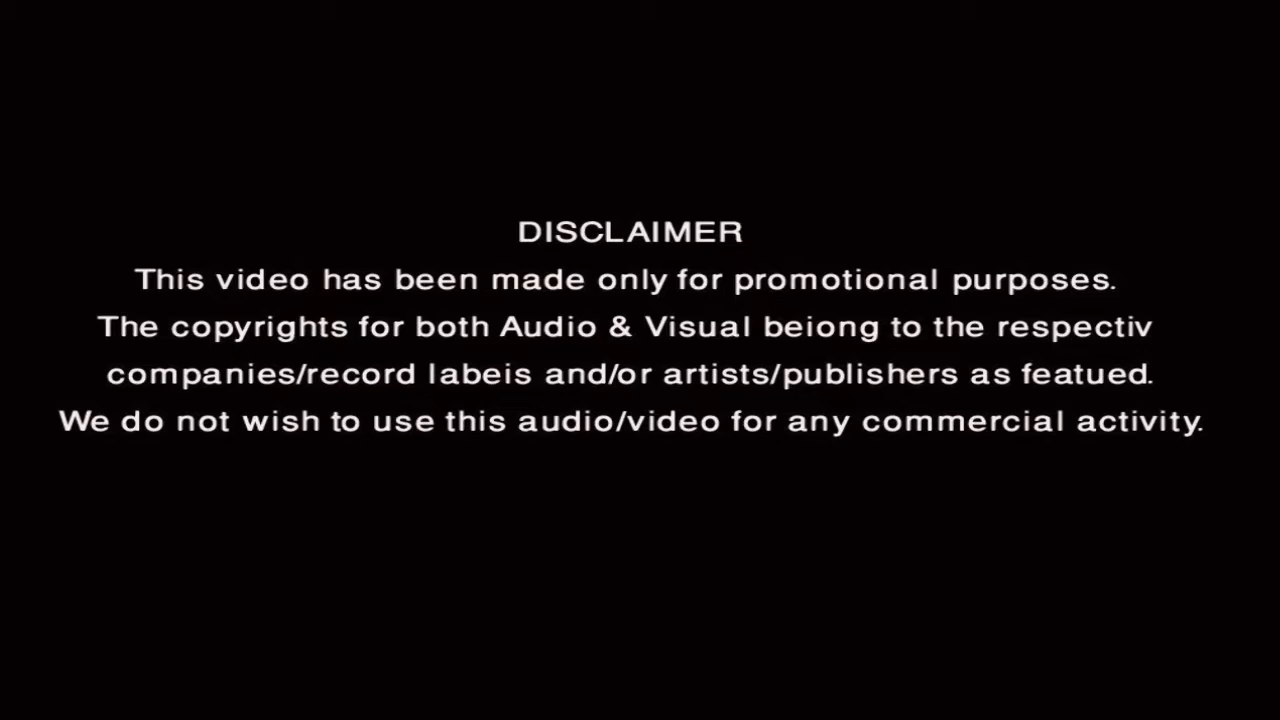 DISCLAIMER
This video has been made only for promotional purposes.
The copyrights for both Audio & Visual beiong to the respectiv
companies/record labeis and/or artists/publishers as featued.
We do not wish to use this audio/video for any commercial activity.